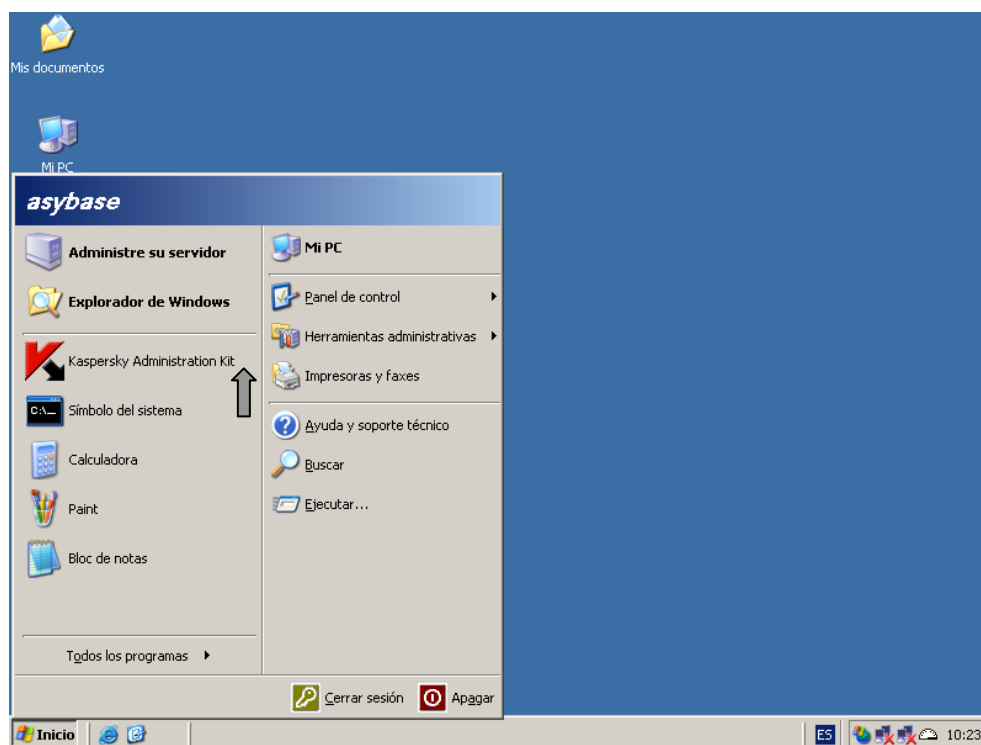 Mis documentos
Mi PC
asybase
Administre su servidor
Explorador de Windows
Kaspersky Administration Kit
C:\_
Símbolo del sistema
Calculadora
Paint
Bloc de notas
Todos los programas
Mi PC
Panel de control
Herramientas administrativas
Impresoras y faxes
Ayuda y soporte técnico
Buscar
Ejecutar...
Cerrar sesión
Apagar
Inicio
ES
10:23